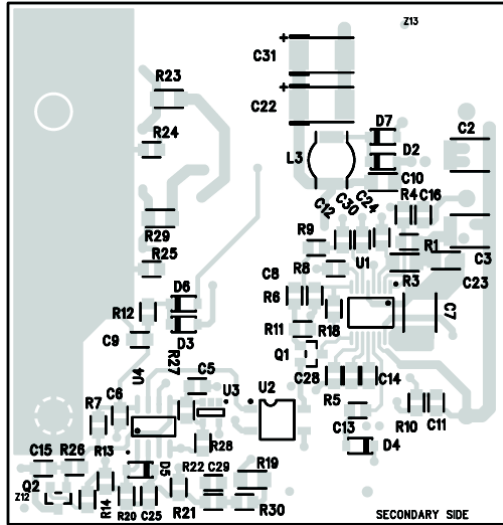 Z13
+
C31
R23
+
C22
D7
C2
R24
L3
D2
C10
R4
C16
C12
C30
C24
R29
R9
R1
C3
U1
R25
R8
R3
C23
D6
C8
R6
C7
R12
R18
R11
C9
D3
Q1
R27
U4
C5
C28
C14
C6
U3
U2
R7
R5
C13
R10
C11
R13
R28
D4
C15
R26
D5
R22
C29
R19
Q2
Z12
R14
R20
C25
R21
R30
SECONDARY SIDE